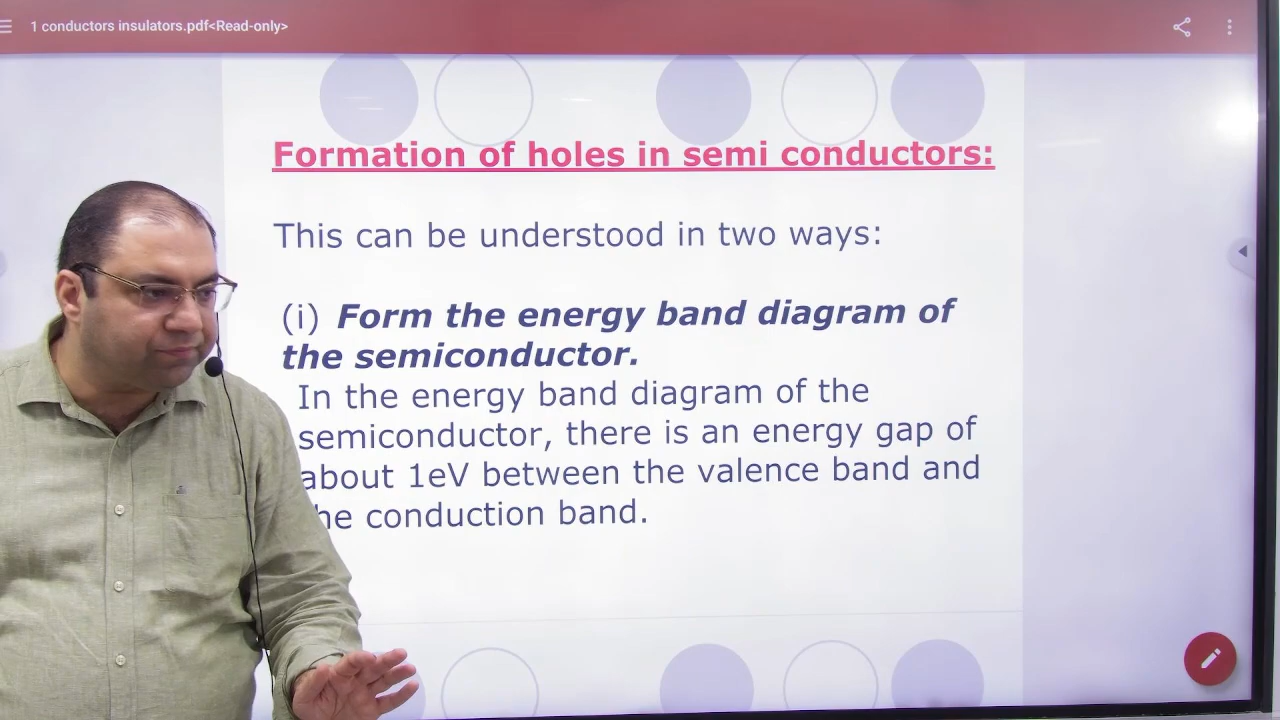 1 conductors insulators.pdf<Read-only>
Formation of holes in semi conductors:
This can be understood in two ways:
(i) Form the energy band diagram of
the semiconductor.
In the energy band diagram of the
semiconductor, there is an energy gap of
about 1eV between the valence band and
he conduction band.